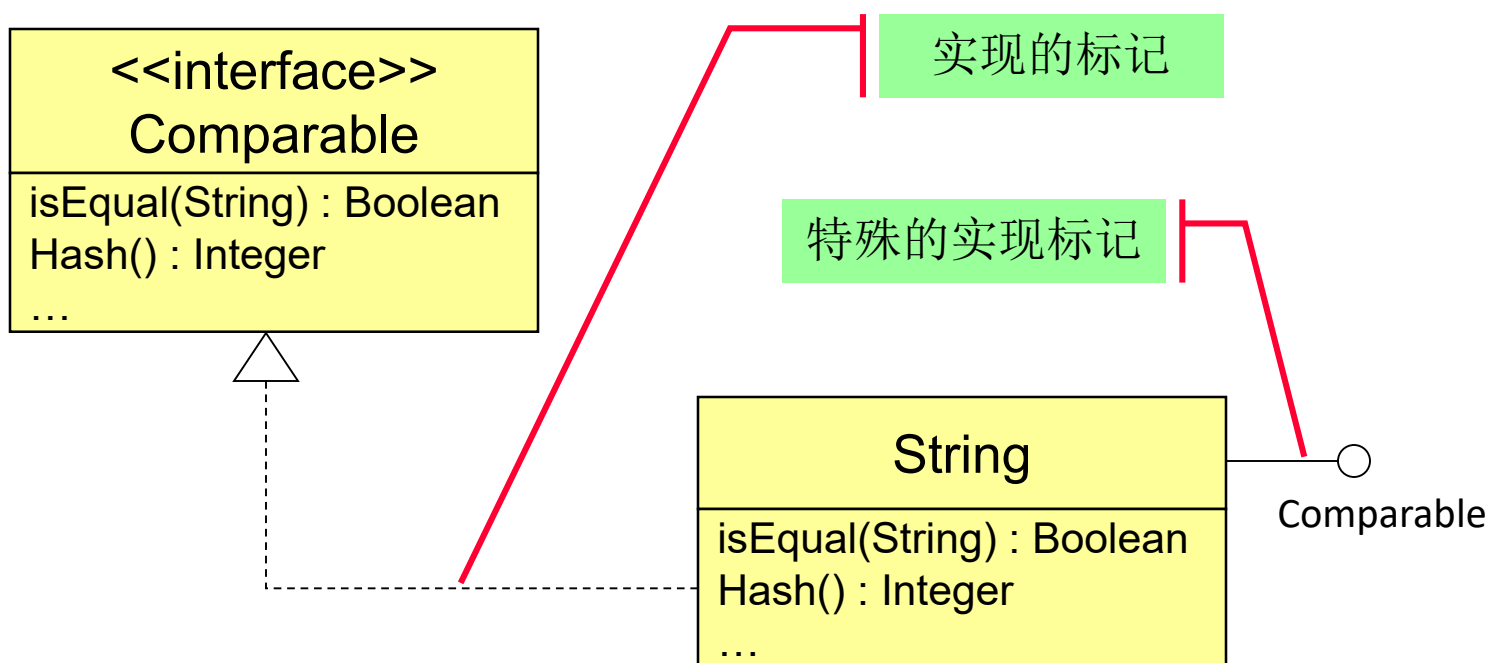 <<interface>>
Comparable
isEqual(String) : Boolean
Hash() : Integer
…
实现的标记
特殊的实现标记
String
isEqual(String) : Boolean
Hash() : Integer
…
Comparable